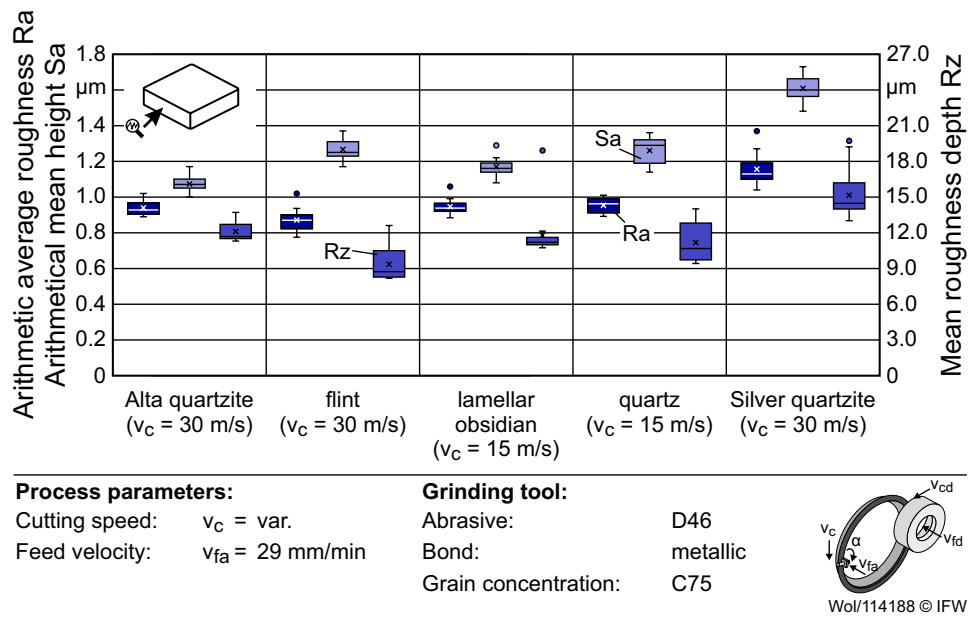 Arithmetic average roughness Ra
Arithmetical mean height Sa
1.8
µm
1.4
1.2
1.0
0.8
0.6
0.4
0.2
0
Sa
Ra
Rz
27.0
µm
21.0
18.0
15.0
12.0
9.0
6.0
3.0
0
Mean roughness depth Rz
Alta quartzite
(vc = 30 m/s)
flint
(vc = 30 m/s)
lamellar
obsidian
(vc = 15 m/s)
quartz
(vc = 15 m/s)
Silver quartzite
(vc = 30 m/s)
Process parameters:
Cutting speed: vc = var.
Feed velocity: vfa = 29 mm/min
Grinding tool:
Abrasive: D46
Bond: metallic
Grain concentration: C75
vcd
vc
α
vfa
vfd
Wol/114188 © IFW